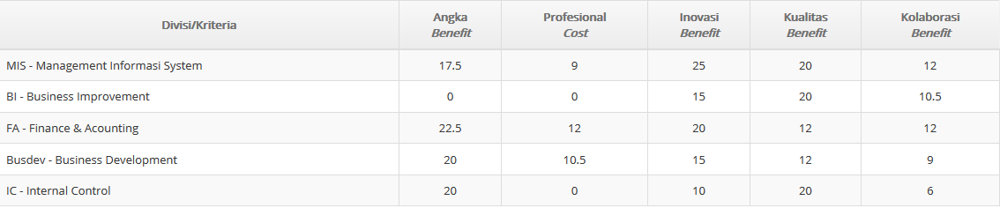 Divisi/Kriteria Angka Profesional Inovasi Kualitas Kolaborasi
Benefit Cost Benefit Benefit Benefit
MIS - Management Informasi System 17.5 9 25 20 12
BI - Business Improvement 0 0 15 20 10.5
FA - Finance & Acounting 22.5 12 20 12 12
Busdev - Business Development 20 10.5 15 12 9
IC - Internal Control 20 0 10 20 6